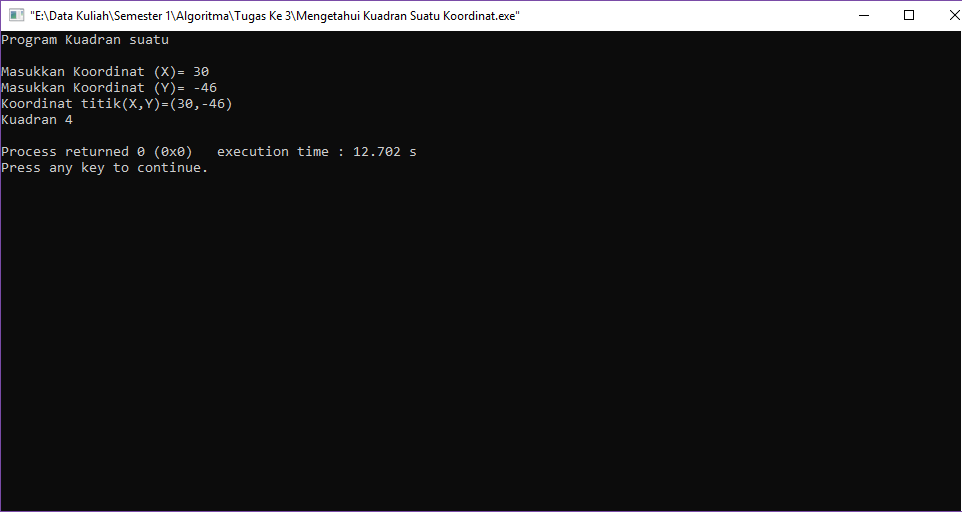 "E:\Data Kuliah\Semester 1\Algoritma\Tugas Ke 3\Mengetahui Kuadran Suatu Koordinat.exe"
Program Kuadran suatu
Masukkan Koordinat (X)= 30
Masukkan Koordinat (Y)= -46
Koordinat titik(X,Y)=(30,-46)
Kuadran 4
Process returned 0 (0x0)   execution time : 12.702 s
Press any key to continue.